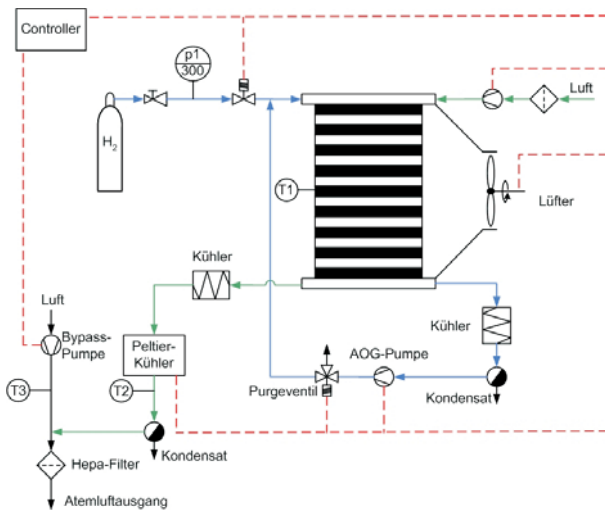 Controller
p1
300
H2
Luft
T1
Lüfter
Kühler
Luft
Kühler
Bypass-
Pumpe
Peltier-
Kühler
AOG-Pumpe
T3
T2
Purgeventil
Kondensat
Kondensat
Hepa-Filter
Atemluftausgang